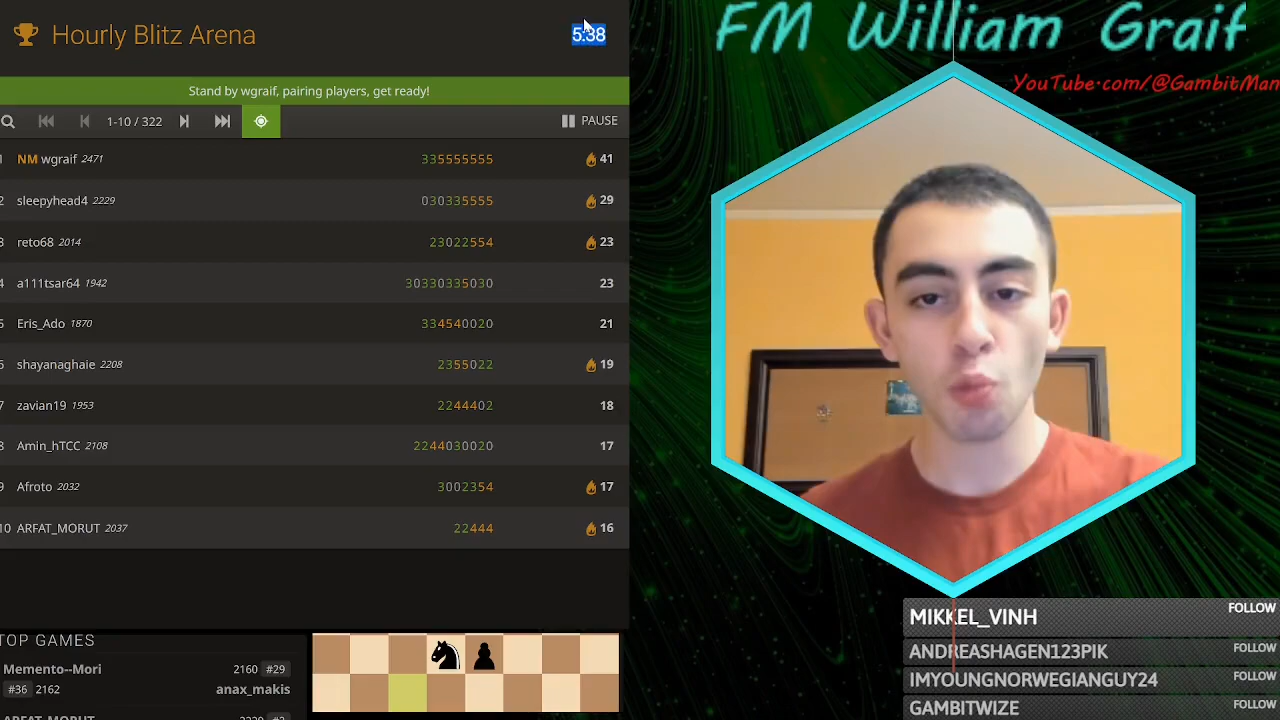 Hourly Blitz Arena
5:38
Stand by wgraif, pairing players, get ready!
1-10 / 322
PAUSE
1 NM wgraif 2471 335555555 41
2 sleepyhead4 2229 030335555 29
3 reto68 2014 23022554 23
4 a111tsar64 1942 30330335030 23
5 Eris_Ado 1870 334540020 21
6 shayanaghaie 2208 2355022 19
7 zavian19 1953 2244402 18
8 Amin_hTCC 2108 2244030020 17
9 Afroto 2032 3002354 17
10 ARFAT_MORUT 2037 22444 16
TOP GAMES
Memento--Mori 2160 #29
#36 2162 anax_makis
FM William Graif
YouTube.com/@GambitMan
MIKKEL_VINH FOLLOW
ANDREASHAGEN123PIK FOLLOW
IMYOUNGNORWEGIANGUY24 FOLLOW
GAMBITWIZE FOLLOW